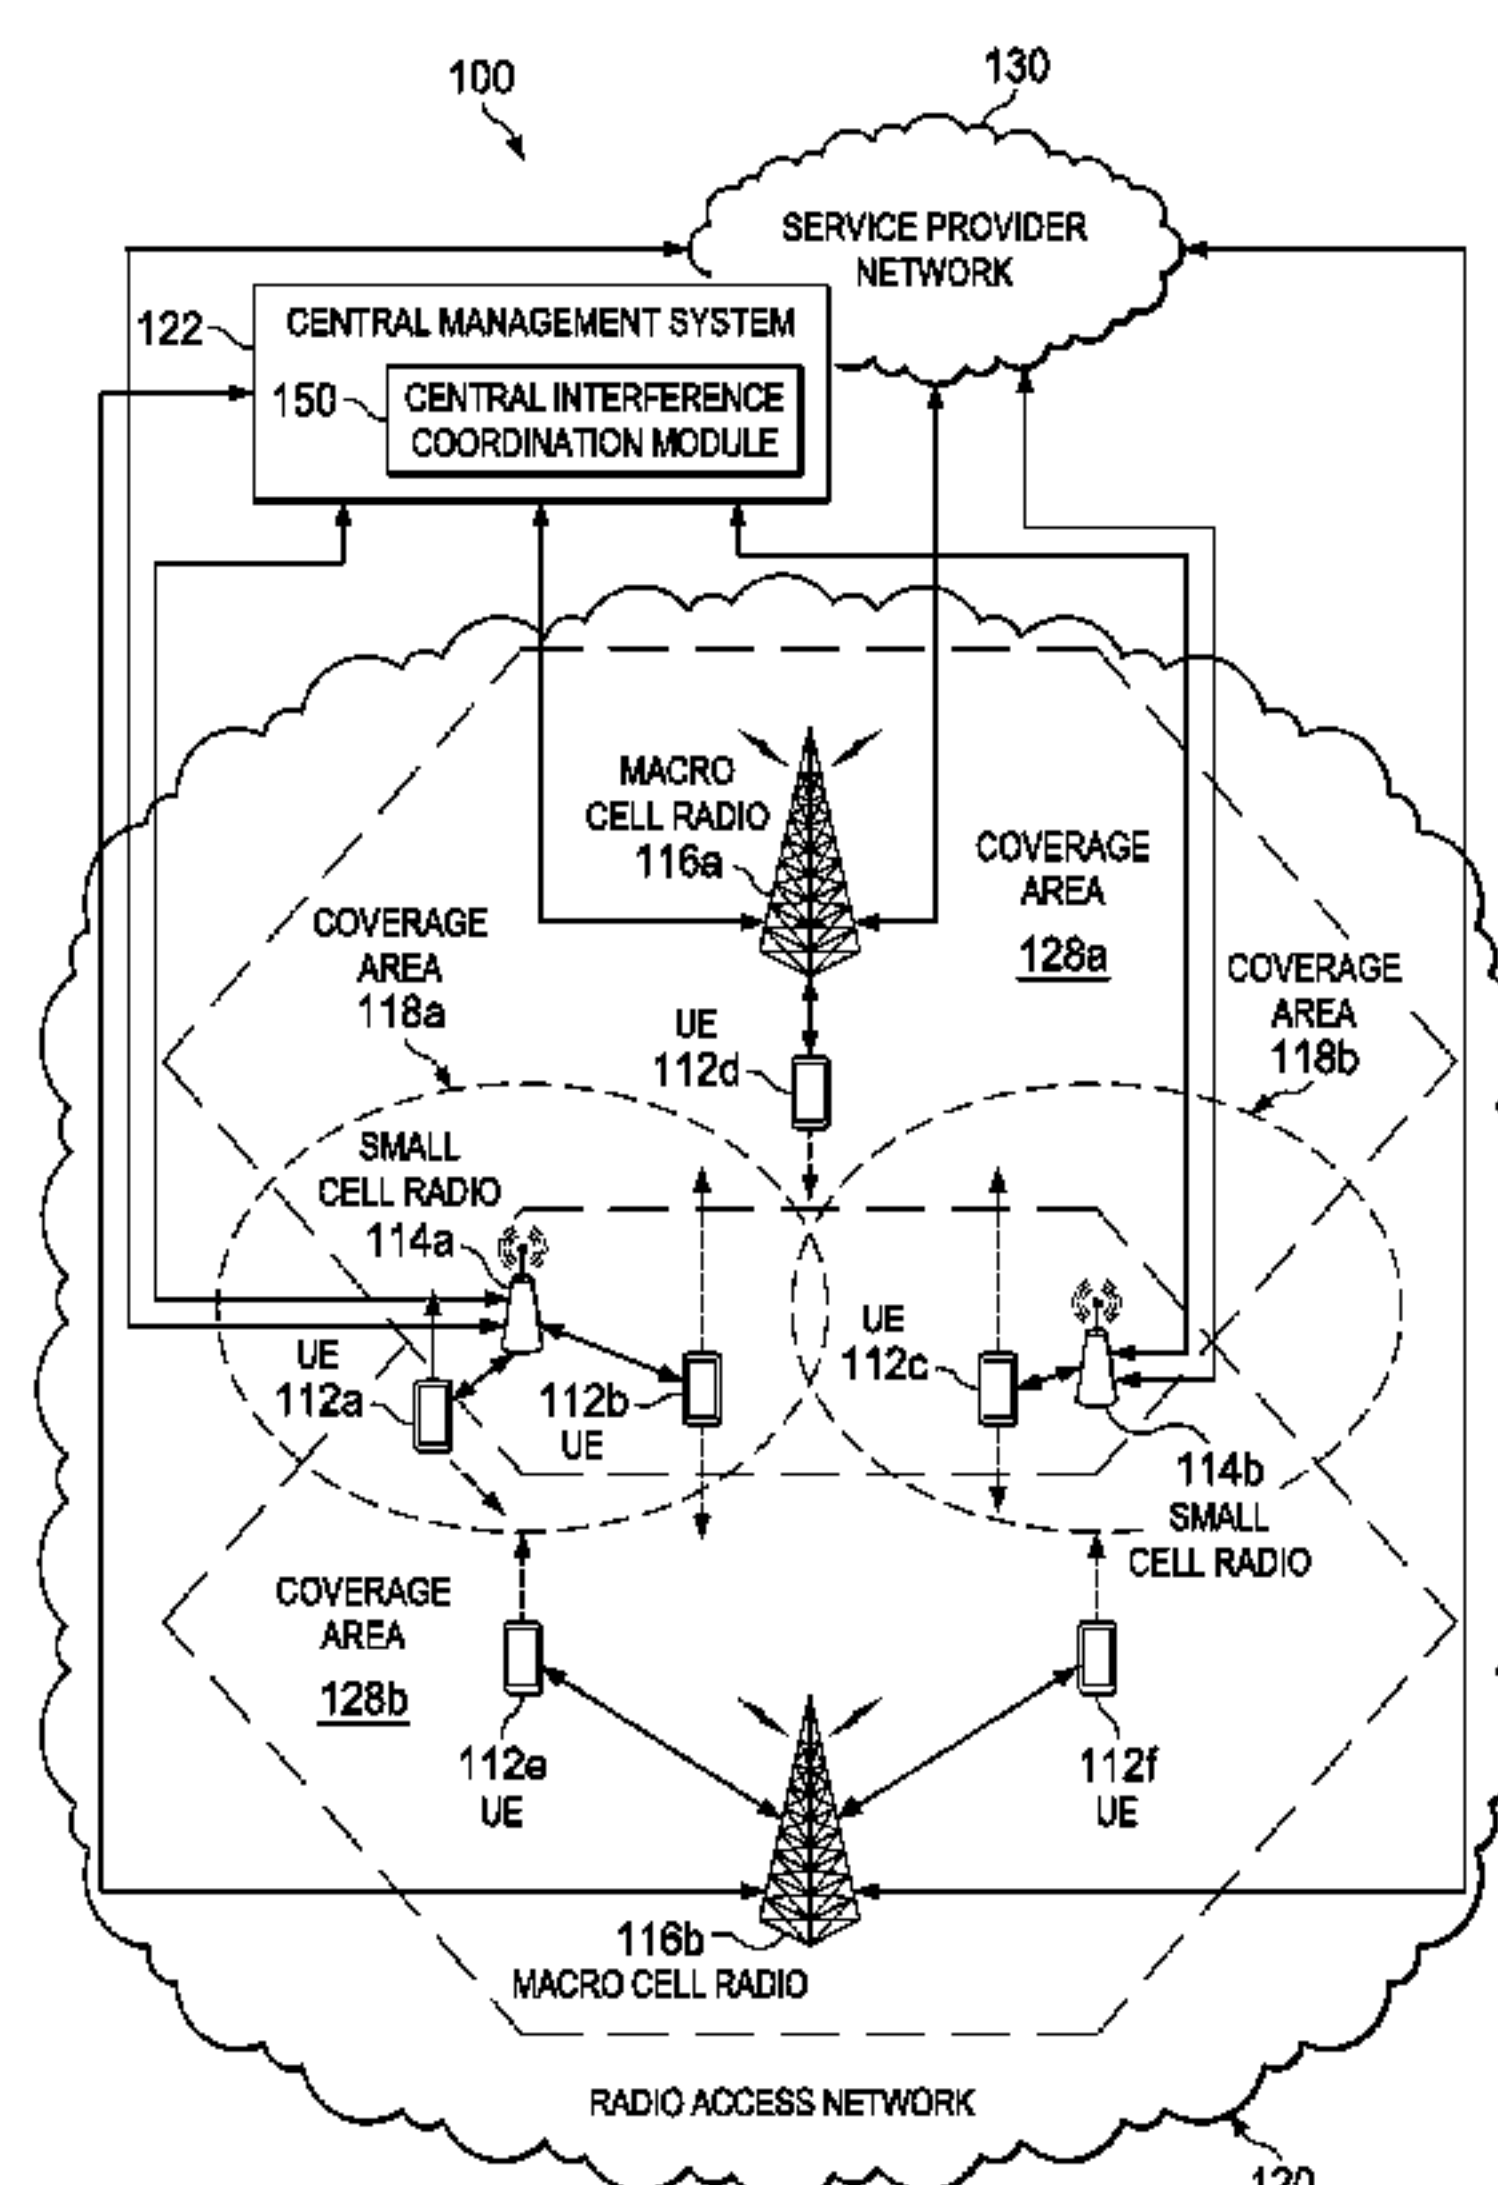 100
130
SERVICE PROVIDER
NETWORK
122
CENTRAL MANAGEMENT SYSTEM
150
CENTRAL INTERFERENCE
COORDINATION MODULE
MACRO
CELL RADIO
116a
COVERAGE
AREA
128a
COVERAGE
AREA
118a
COVERAGE
AREA
118b
UE
112d
SMALL
CELL RADIO
114a
UE
112a
112b
UE
UE
112c
114b
SMALL
CELL RADIO
COVERAGE
AREA
128b
112e
UE
112f
UE
116b
MACRO CELL RADIO
RADIO ACCESS NETWORK